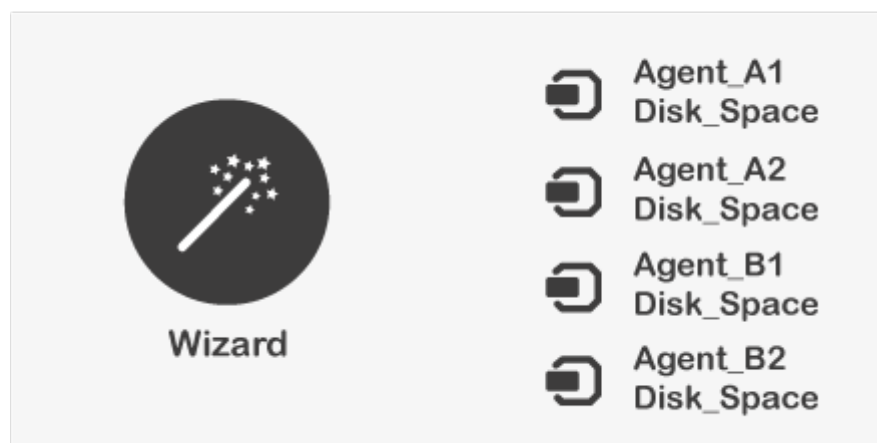 Wizard
Agent_A1
Disk_Space
Agent_A2
Disk_Space
Agent_B1
Disk_Space
Agent_B2
Disk_Space